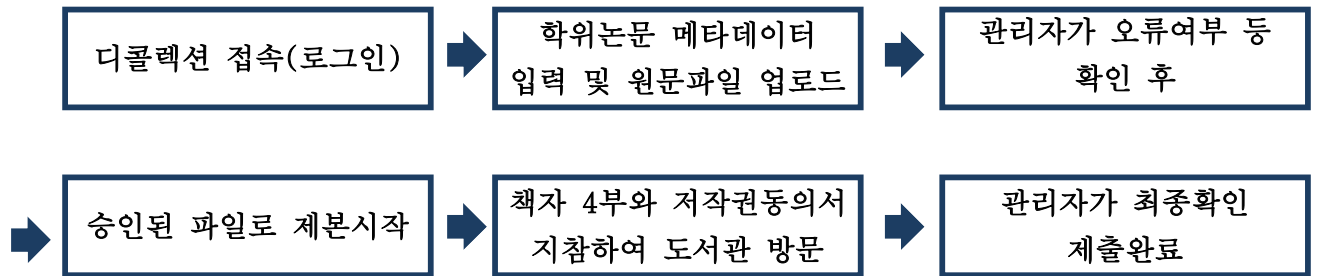 디콜렉션 접속(로그인)
학위논문 메타데이터
입력 및 원문파일 업로드
관리자가 오류여부 등
확인 후
승인된 파일로 제본시작
책자 4부와 저작권동의서
지참하여 도서관 방문
관리자가 최종확인
제출완료